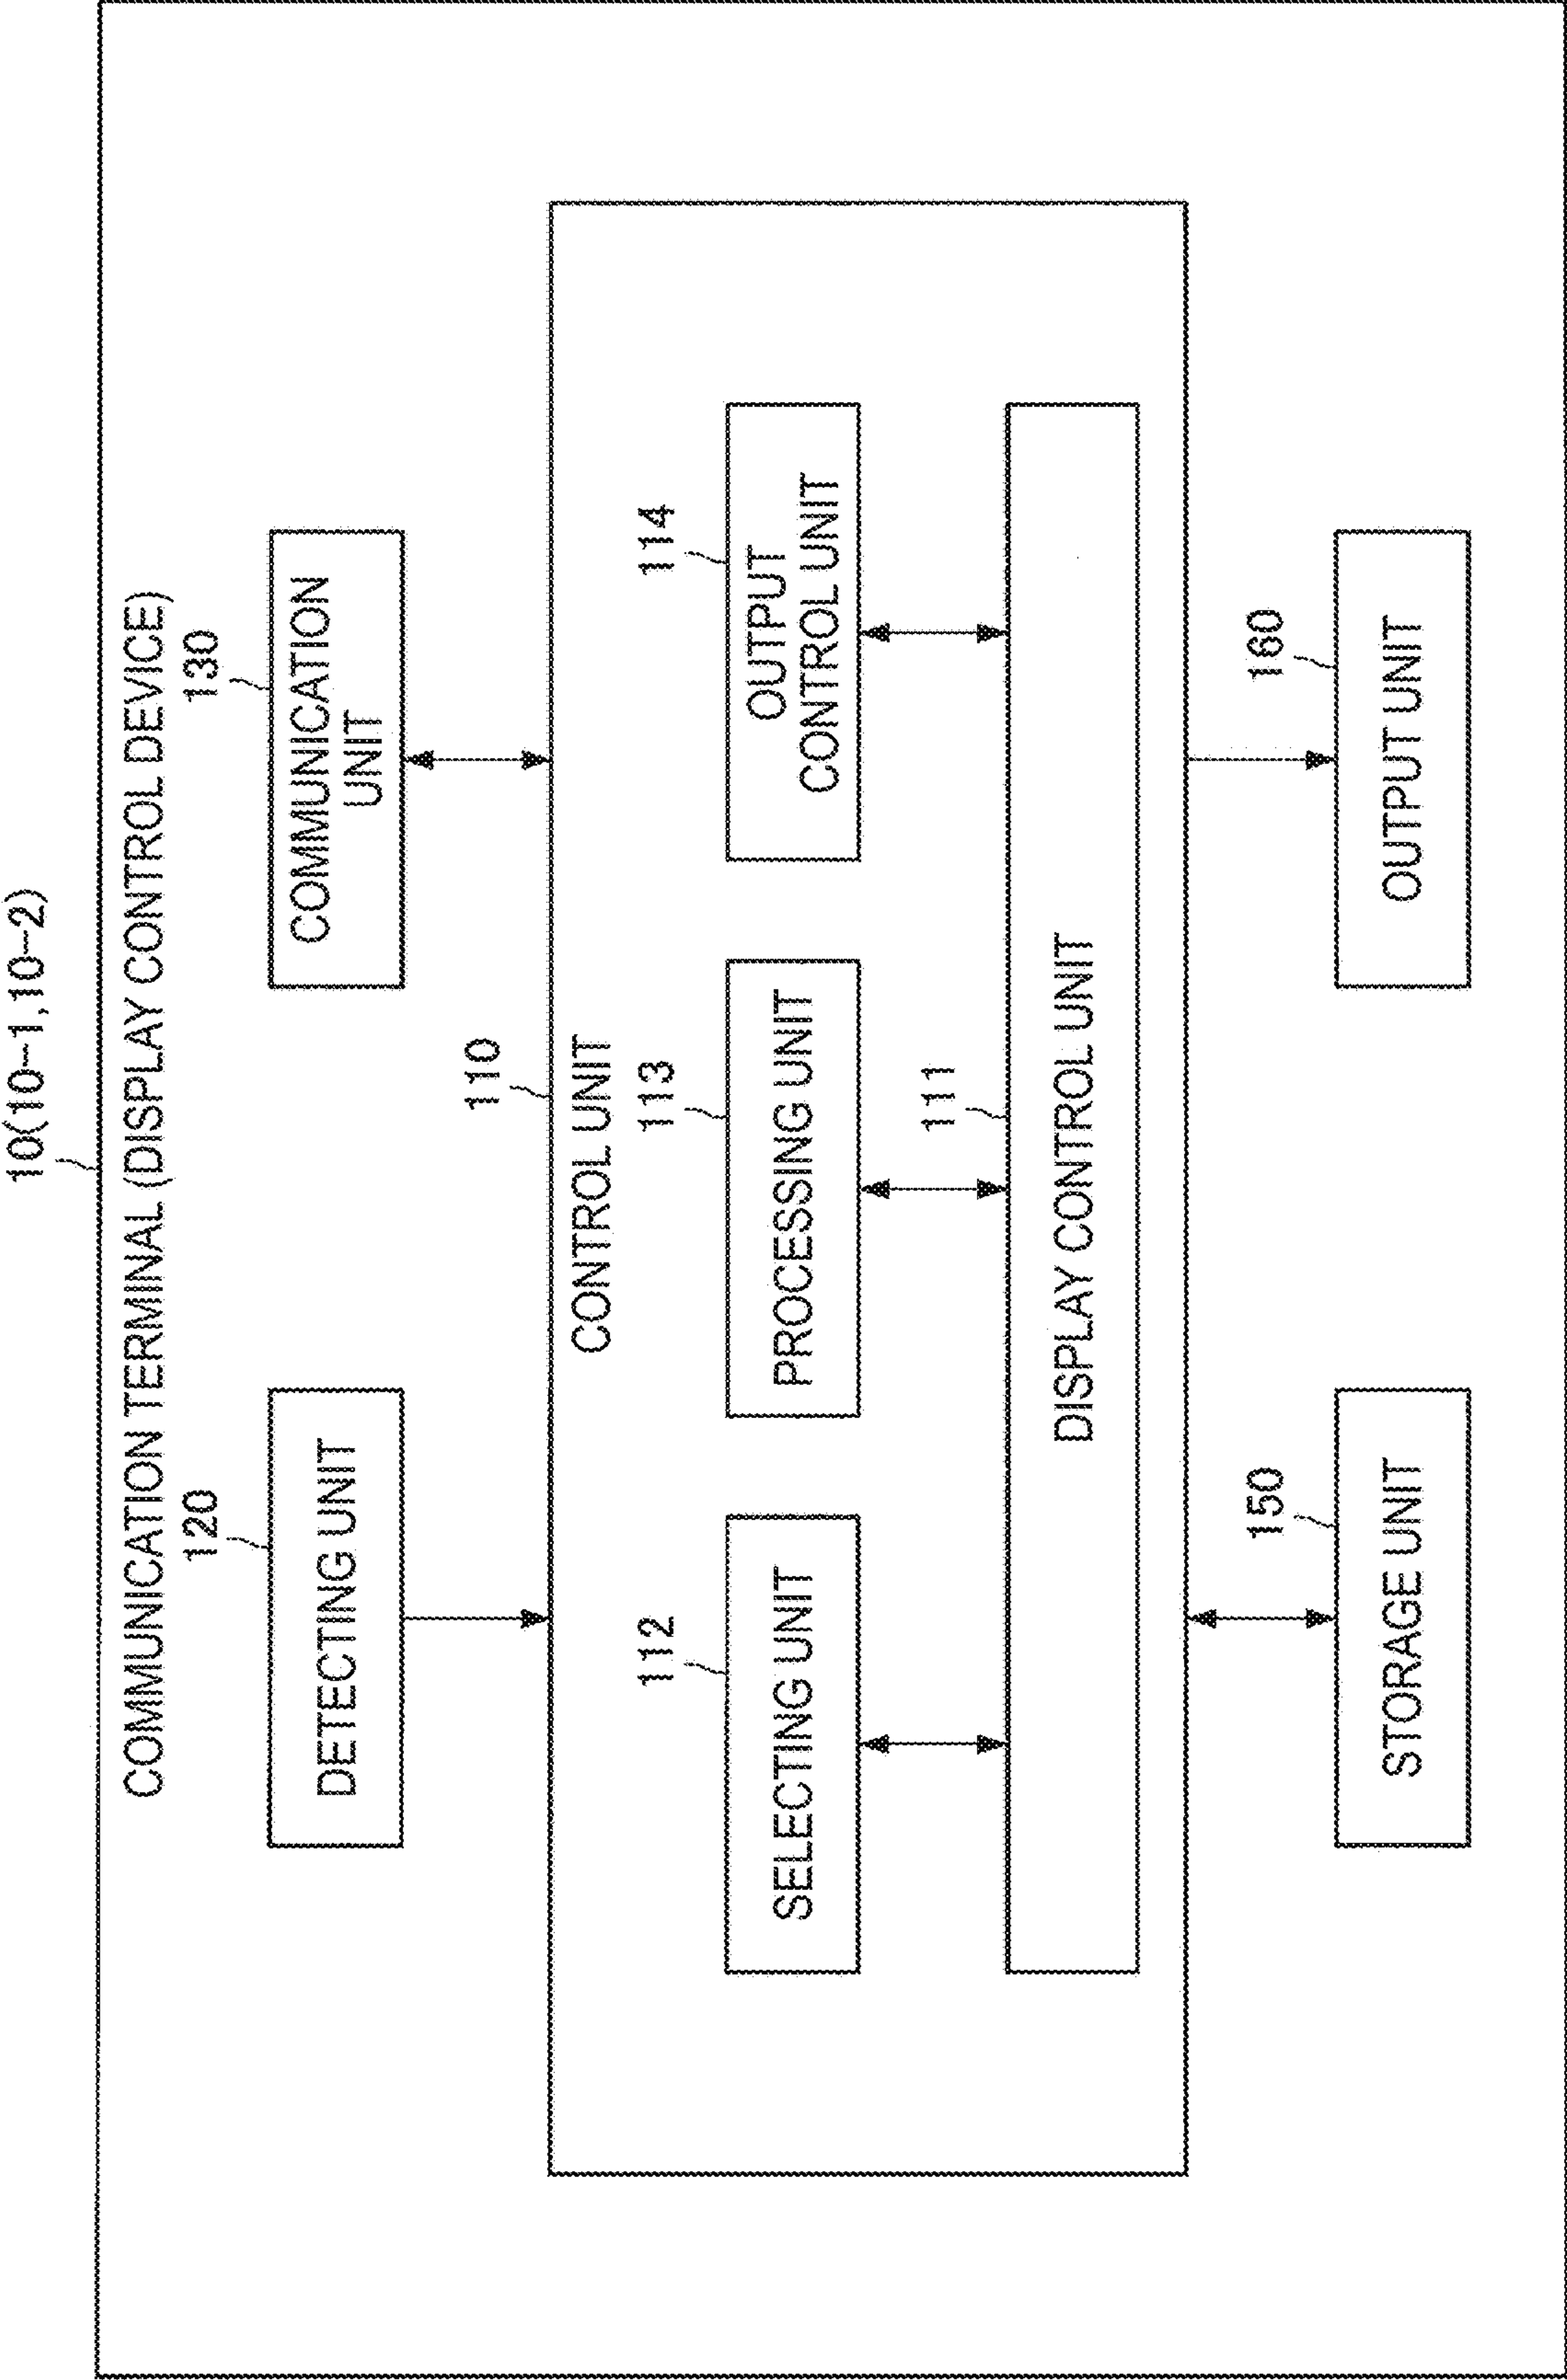 10(10-1,10-2)
COMMUNICATION TERMINAL (DISPLAY CONTROL DEVICE)
120
DETECTING UNIT
130
COMMUNICATION
UNIT
110
CONTROL UNIT
112
SELECTING UNIT
113
PROCESSING UNIT
114
OUTPUT
CONTROL UNIT
111
DISPLAY CONTROL UNIT
150
STORAGE UNIT
160
OUTPUT UNIT